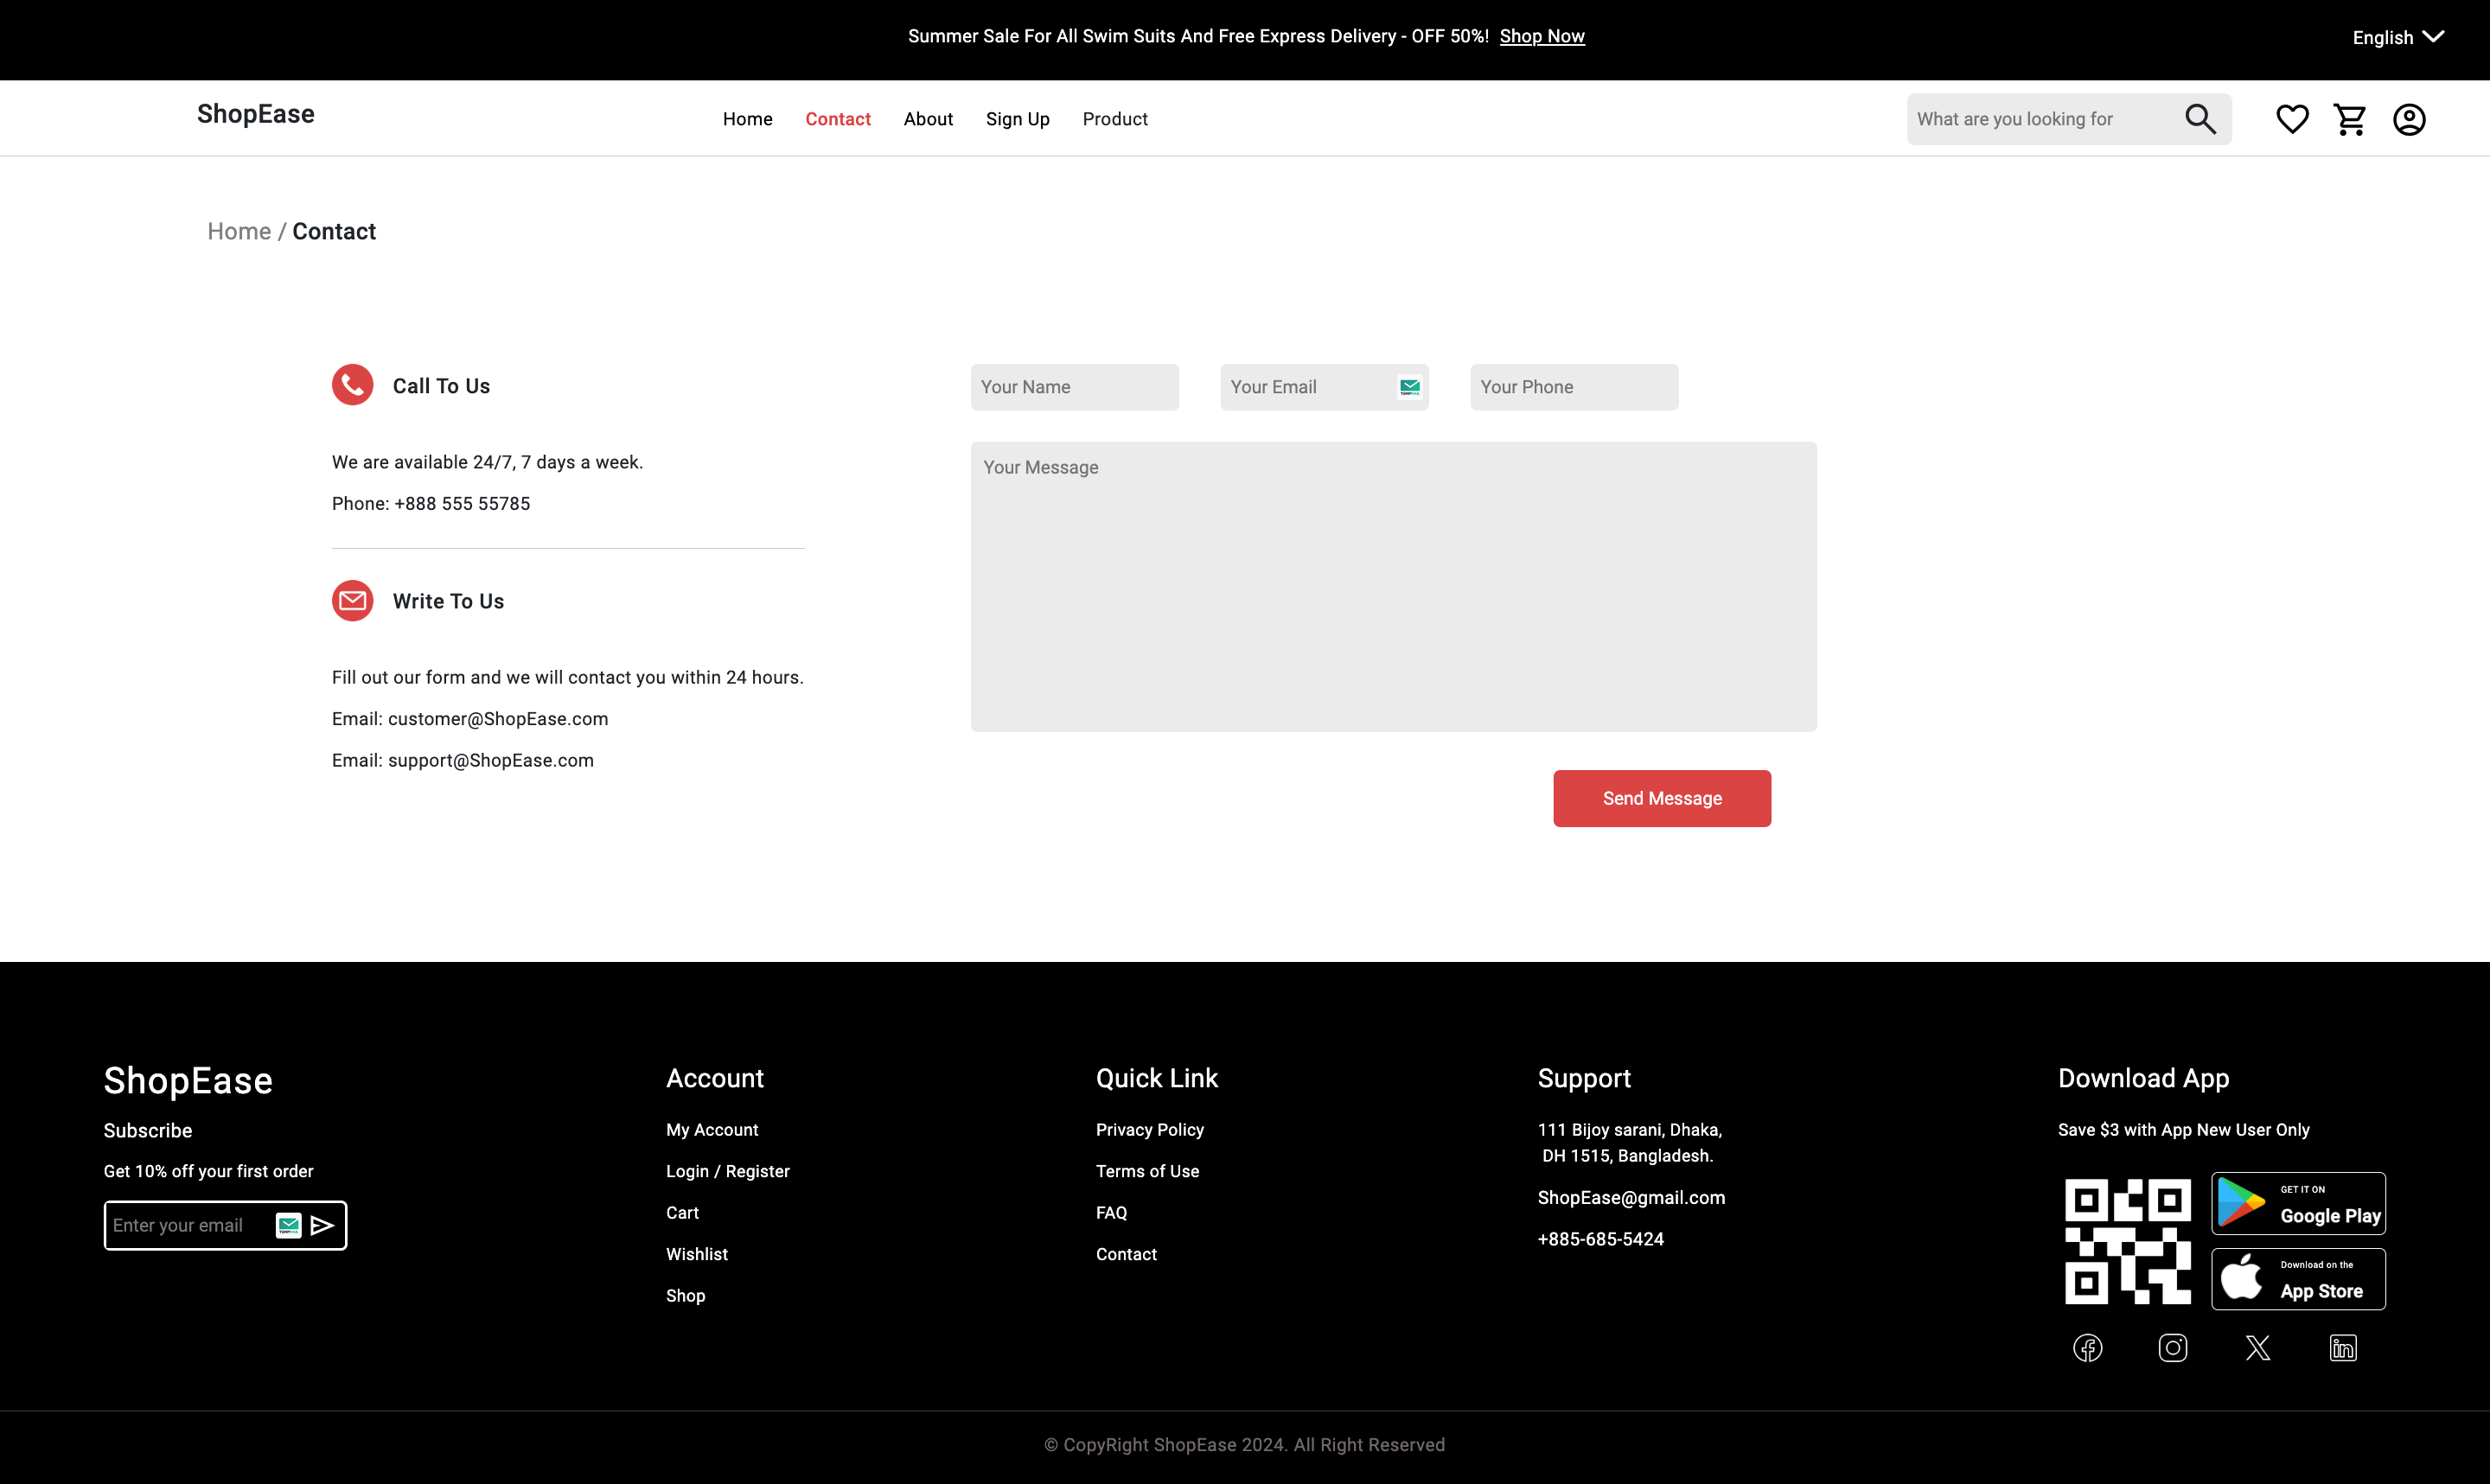 Summer Sale For All Swim Suits And Free Express Delivery - OFF 50%! Shop Now
English
ShopEase
Home Contact About Sign Up Product
What are you looking for
Home / Contact
Call To Us
We are available 24/7, 7 days a week.
Phone: +888 555 55785
Write To Us
Fill out our form and we will contact you within 24 hours.
Email: customer@ShopEase.com
Email: support@ShopEase.com
Your Name
Your Email
Your Phone
Your Message
Send Message
ShopEase
Subscribe
Get 10% off your first order
Enter your email
Account
My Account
Login / Register
Cart
Wishlist
Shop
Quick Link
Privacy Policy
Terms of Use
FAQ
Contact
Support
111 Bijoy sarani, Dhaka,
DH 1515, Bangladesh.
ShopEase@gmail.com
+885-685-5424
Download App
Save $3 with App New User Only
GET IT ON
Google Play
Download on the
App Store
© CopyRight ShopEase 2024. All Right Reserved